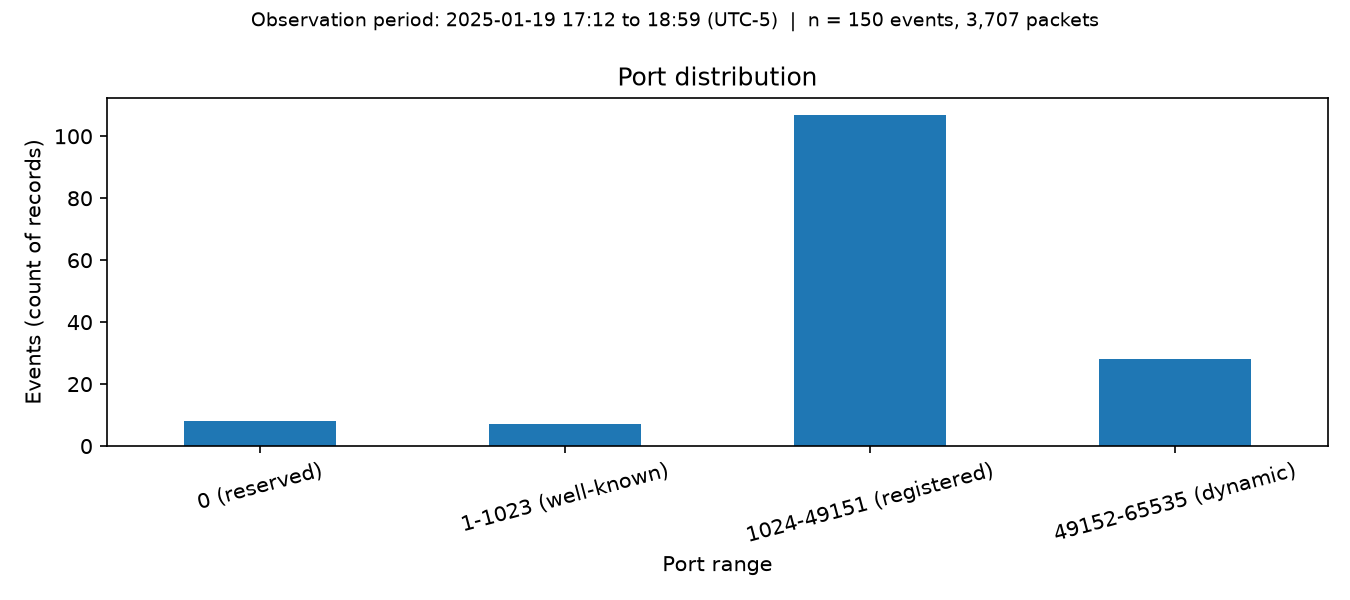 Observation period: 2025-01-19 17:12 to 18:59 (UTC-5)  |  n = 150 events, 3,707 packets
Port distribution
Events (count of records)
100
80
60
40
20
0
0 (reserved)
1-1023 (well-known)
1024-49151 (registered)
49152-65535 (dynamic)
Port range